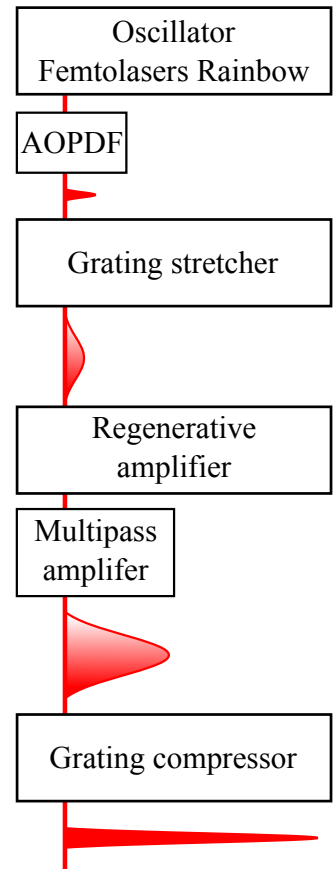 Oscillator
Femtolasers Rainbow
AOPDF
Grating stretcher
Regenerative
amplifier
Multipass
amplifer
Grating compressor